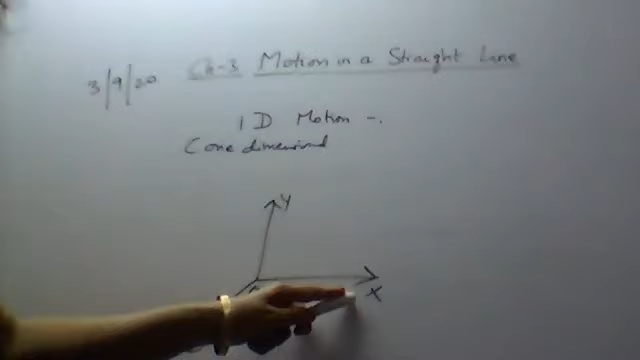 3/9/20 Ch-3 Motion in a Straight Line
1 D Motion -.
(one dimensional
Y
X